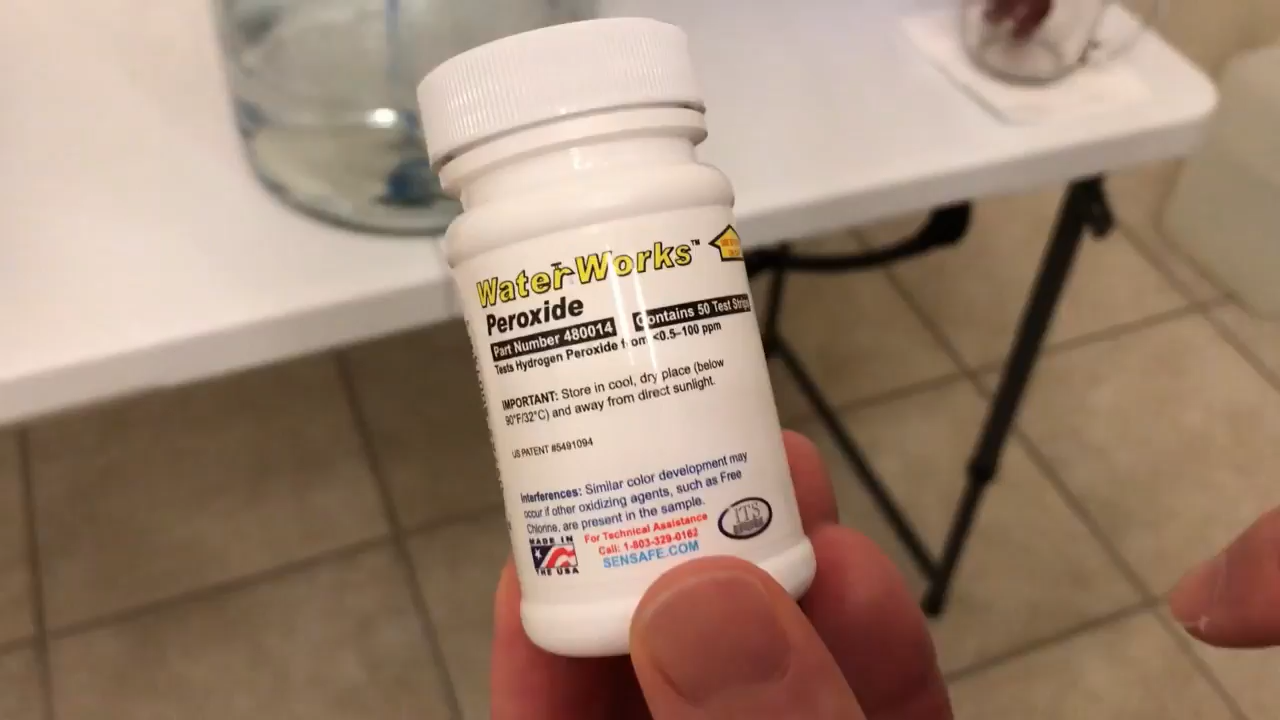 WaterWorks™
Peroxide
Part Number 480014 Contains 50 Test Strips
Tests Hydrogen Peroxide from <0.5–100 ppm
IMPORTANT: Store in cool, dry place (below
90°F/32°C) and away from direct sunlight.
US PATENT #5491094
Interferences: Similar color development may
occur if other oxidizing agents, such as Free
Chlorine, are present in the sample.
MADE IN
THE USA
For Technical Assistance
Call: 1-803-329-0162
SENSAFE.COM
ITS